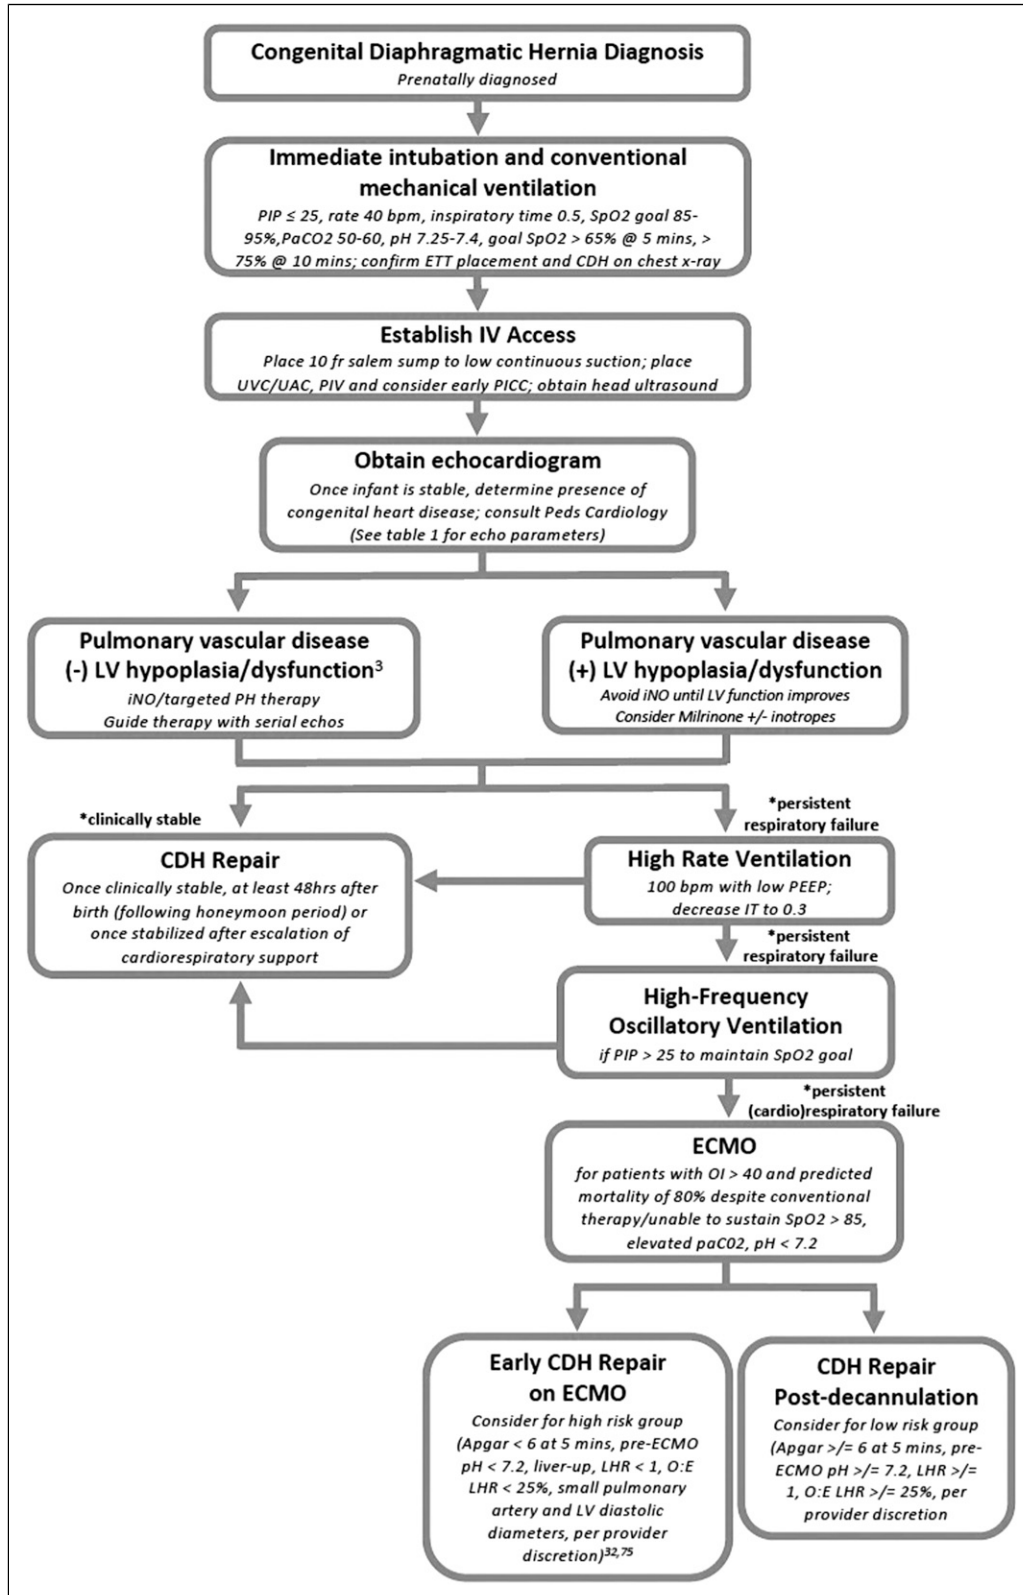 Congenital Diaphragmatic Hernia Diagnosis
Prenatally diagnosed
Immediate intubation and conventional
mechanical ventilation
PIP ≤ 25, rate 40 bpm, inspiratory time 0.5, SpO2 goal 85-
95%,PaCO2 50-60, pH 7.25-7.4, goal SpO2 > 65% @ 5 mins, >
75% @ 10 mins; confirm ETT placement and CDH on chest x-ray
Establish IV Access
Place 10 fr salem sump to low continuous suction; place
UVC/UAC, PIV and consider early PICC; obtain head ultrasound
Obtain echocardiogram
Once infant is stable, determine presence of
congenital heart disease; consult Peds Cardiology
(See table 1 for echo parameters)
Pulmonary vascular disease
(-) LV hypoplasia/dysfunction³
iNO/targeted PH therapy
Guide therapy with serial echos
Pulmonary vascular disease
(+) LV hypoplasia/dysfunction
Avoid iNO until LV function improves
Consider Milrinone +/- inotropes
*clinically stable
CDH Repair
Once clinically stable, at least 48hrs after
birth (following honeymoon period) or
once stabilized after escalation of
cardiorespiratory support
*persistent
respiratory failure
High Rate Ventilation
100 bpm with low PEEP;
decrease IT to 0.3
*persistent
respiratory failure
High-Frequency
Oscillatory Ventilation
if PIP > 25 to maintain SpO2 goal
*persistent
(cardio)respiratory failure
ECMO
for patients with OI > 40 and predicted
mortality of 80% despite conventional
therapy/unable to sustain SpO2 > 85,
elevated paC02, pH < 7.2
Early CDH Repair
on ECMO
Consider for high risk group
(Apgar < 6 at 5 mins, pre-ECMO
pH < 7.2, liver-up, LHR < 1, O:E
LHR < 25%, small pulmonary
artery and LV diastolic
diameters, per provider
discretion)³²,⁷⁵
CDH Repair
Post-decannulation
Consider for low risk group
(Apgar >/= 6 at 5 mins, pre-
ECMO pH >/= 7.2, LHR >/=
1, O:E LHR >/= 25%, per
provider discretion